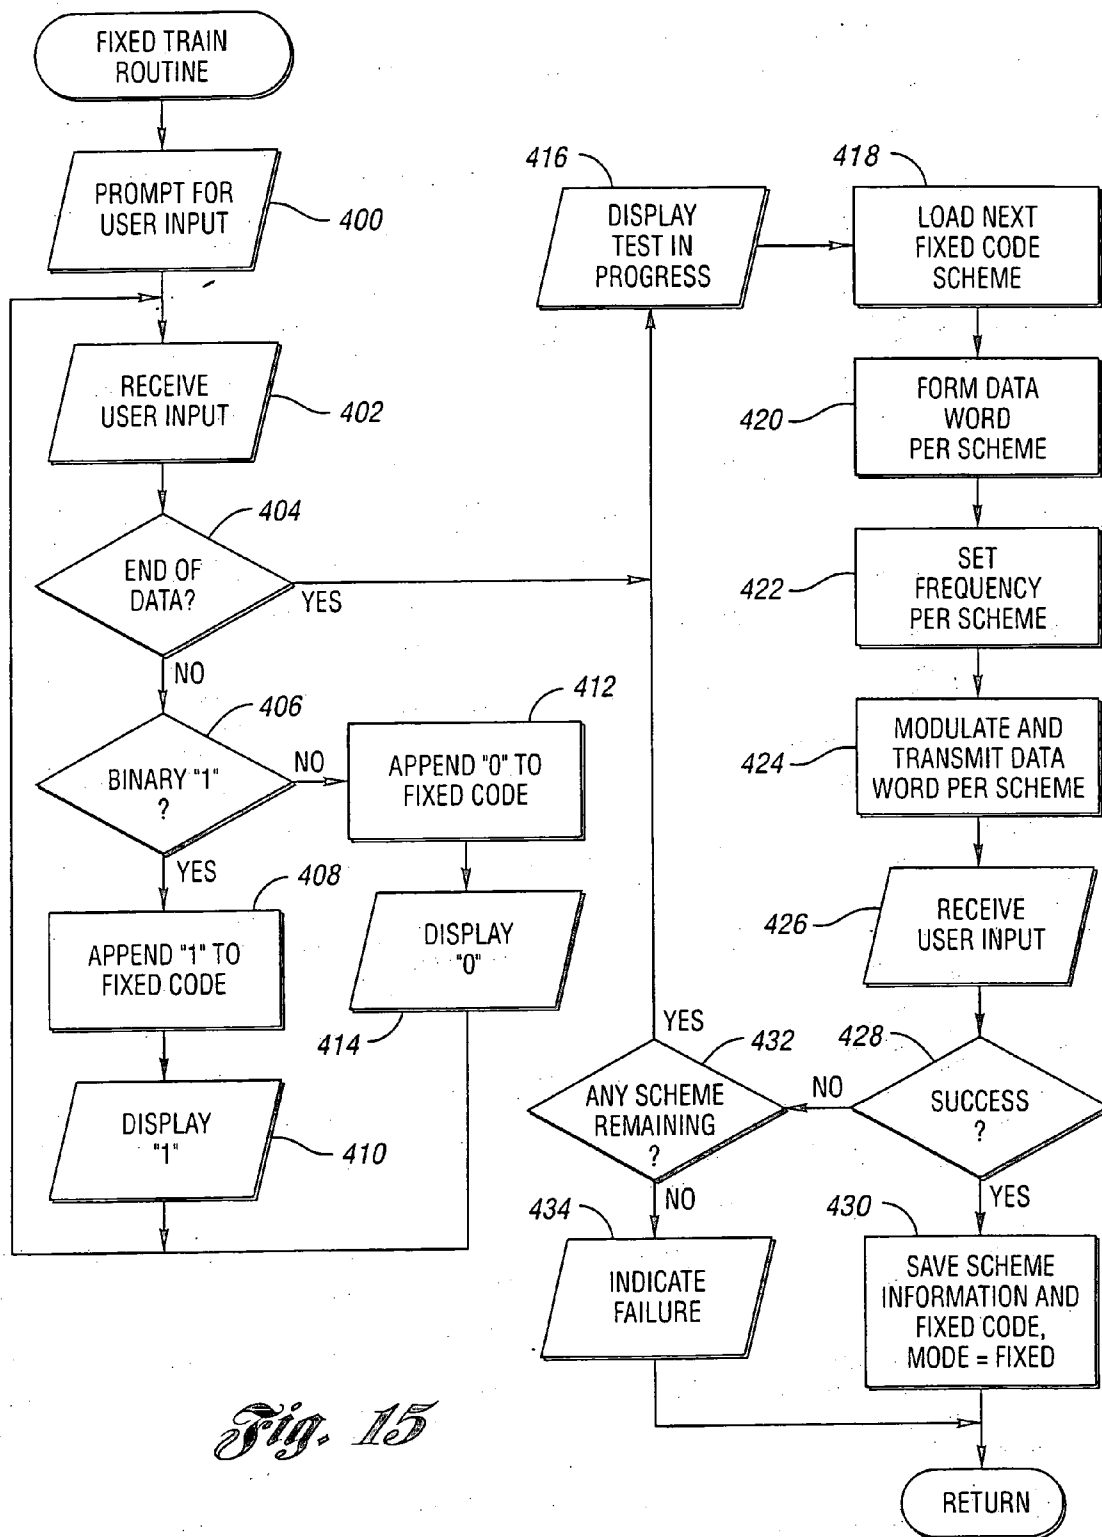 FIXED TRAIN
ROUTINE
PROMPT FOR
USER INPUT
400
RECEIVE
USER INPUT
402
404
END OF
DATA?
YES
NO
406
BINARY "1"
?
NO
YES
412
APPEND "0" TO
FIXED CODE
408
APPEND "1" TO
FIXED CODE
DISPLAY
"0"
414
DISPLAY
"1"
410
416
DISPLAY
TEST IN
PROGRESS
418
LOAD NEXT
FIXED CODE
SCHEME
420
FORM DATA
WORD
PER SCHEME
422
SET
FREQUENCY
PER SCHEME
424
MODULATE AND
TRANSMIT DATA
WORD PER SCHEME
426
RECEIVE
USER INPUT
428
SUCCESS
?
NO
YES
432
ANY SCHEME
REMAINING
?
YES
NO
434
INDICATE
FAILURE
430
SAVE SCHEME
INFORMATION AND
FIXED CODE,
MODE = FIXED
RETURN
Fig. 15